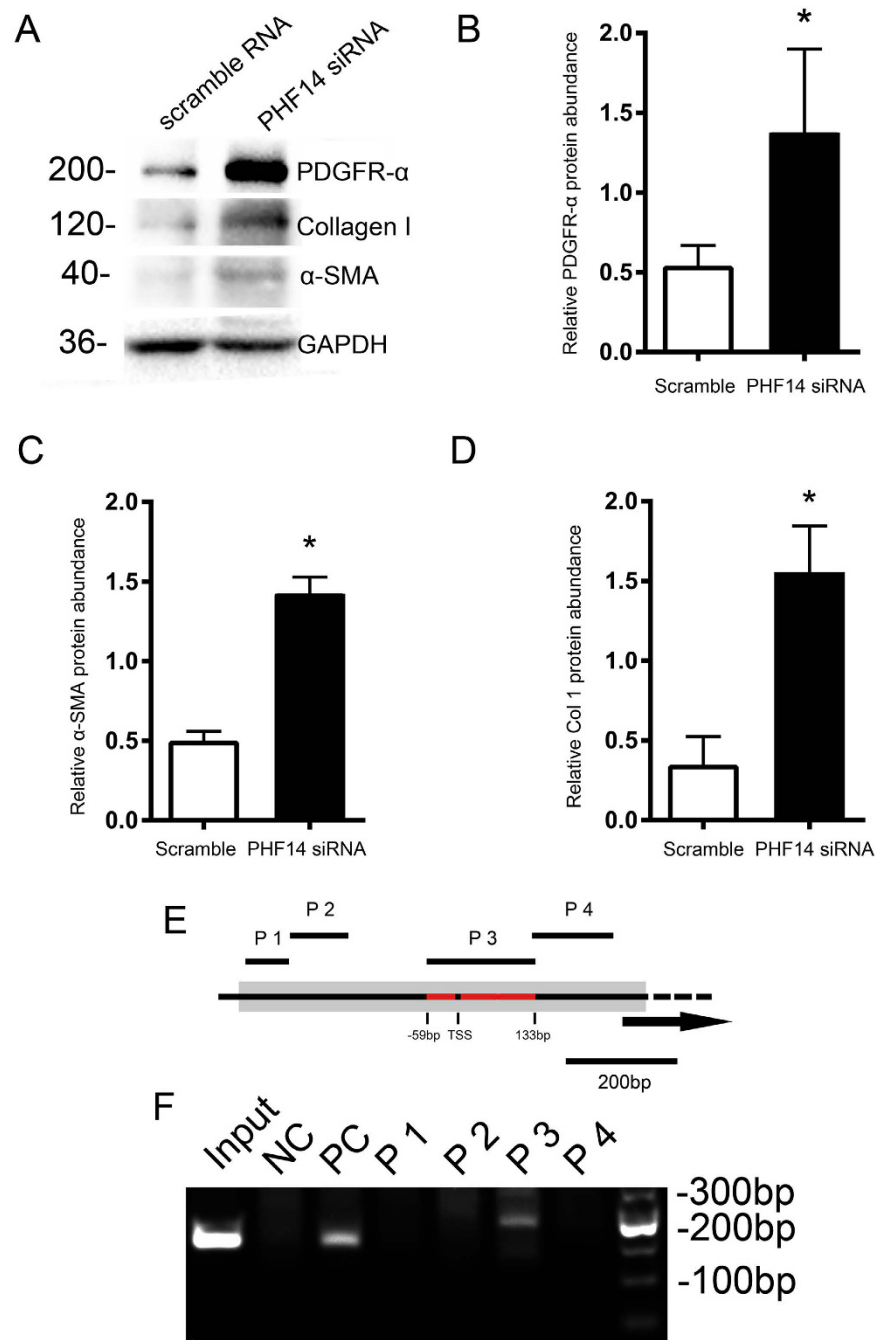 A
scramble RNA
PHF14 siRNA
200-
PDGFR-α
120-
Collagen I
40-
α-SMA
36-
GAPDH
B
Relative PDGFR-α protein abundance
2.0
1.5
1.0
0.5
0.0
*
Scramble
PHF14 siRNA
C
Relative α-SMA protein abundance
2.0
1.5
1.0
0.5
0.0
*
Scramble
PHF14 siRNA
D
Relative Col 1 protein abundance
2.0
1.5
1.0
0.5
0.0
*
Scramble
PHF14 siRNA
E
P 1
P 2
P 3
P 4
-59bp
TSS
133bp
200bp
F
Input
NC
PC
P 1
P 2
P 3
P 4
-300bp
-200bp
-100bp